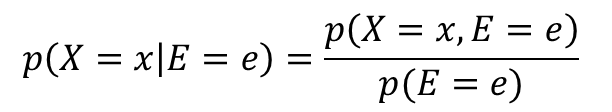 p(X = x|E = e) = p(X = x, E = e) / p(E = e)